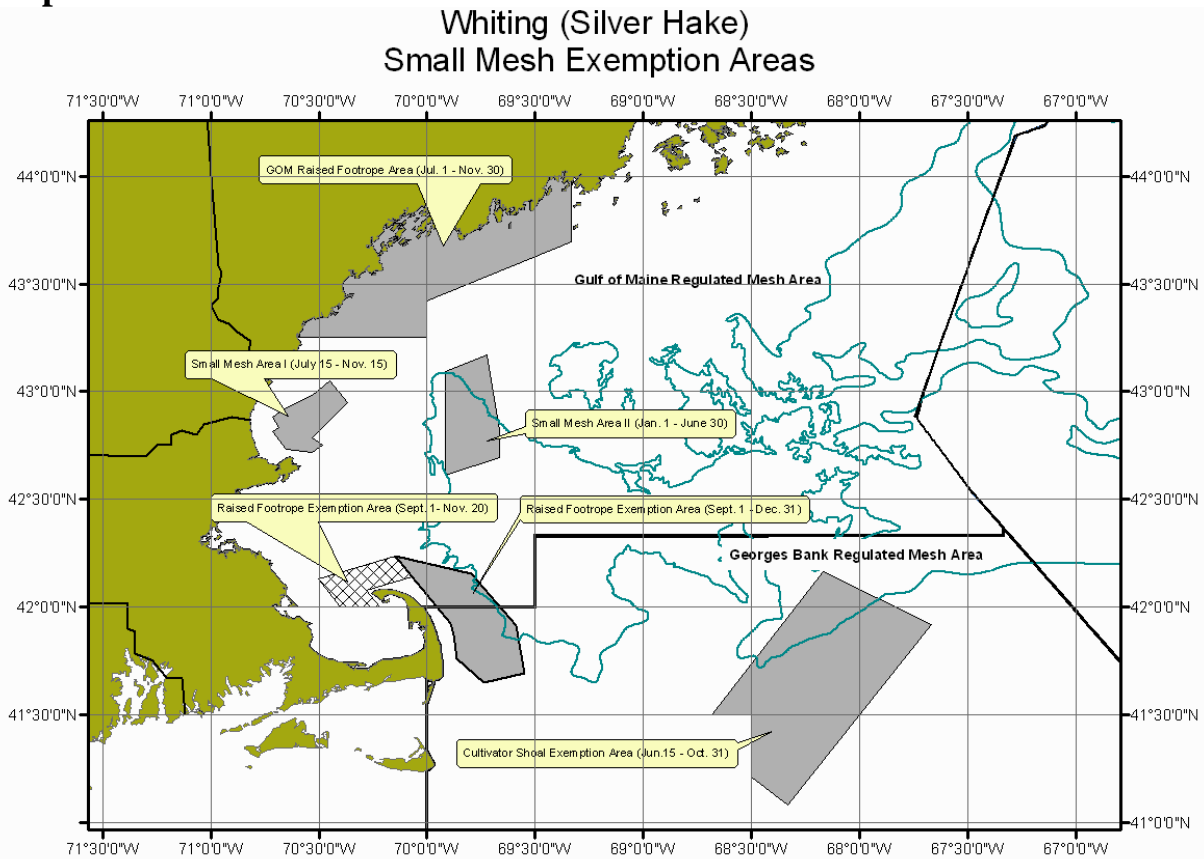 Whiting (Silver Hake)
Small Mesh Exemption Areas
71°30'0"W 71°0'0"W 70°30'0"W 70°0'0"W 69°30'0"W 69°0'0"W 68°30'0"W 68°0'0"W 67°30'0"W 67°0'0"W
44°0'0"N 44°0'0"N
GOM Raised Footrope Area (Jul. 1 - Nov. 30)
43°30'0"N 43°30'0"N
Gulf of Maine Regulated Mesh Area
Small Mesh Area I (July 15 - Nov. 15)
43°0'0"N 43°0'0"N
Small Mesh Area II (Jan. 1 - June 30)
42°30'0"N 42°30'0"N
Raised Footrope Exemption Area (Sept. 1- Nov. 20) Raised Footrope Exemption Area (Sept. 1 - Dec. 31)
Georges Bank Regulated Mesh Area
42°0'0"N 42°0'0"N
41°30'0"N 41°30'0"N
Cultivator Shoal Exemption Area (Jun.15 - Oct. 31)
41°0'0"N 41°0'0"N
71°30'0"W 71°0'0"W 70°30'0"W 70°0'0"W 69°30'0"W 69°0'0"W 68°30'0"W 68°0'0"W 67°30'0"W 67°0'0"W